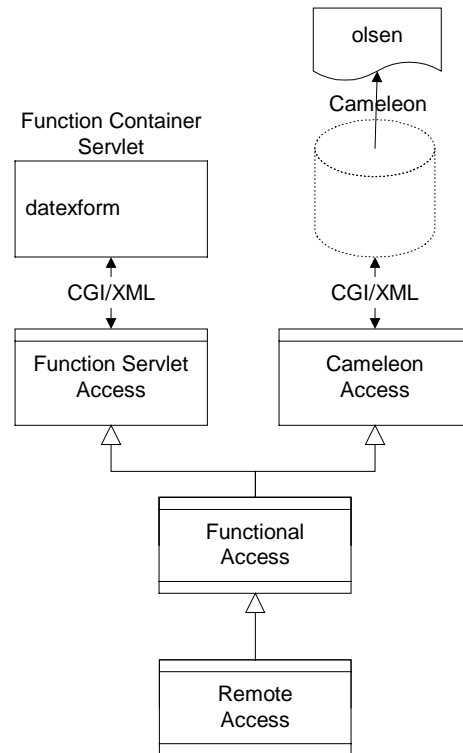 olsen
Cameleon
Function Container
Servlet
datexform
CGI/XML
CGI/XML
Function Servlet
Access
Cameleon
Access
Functional
Access
Remote
Access